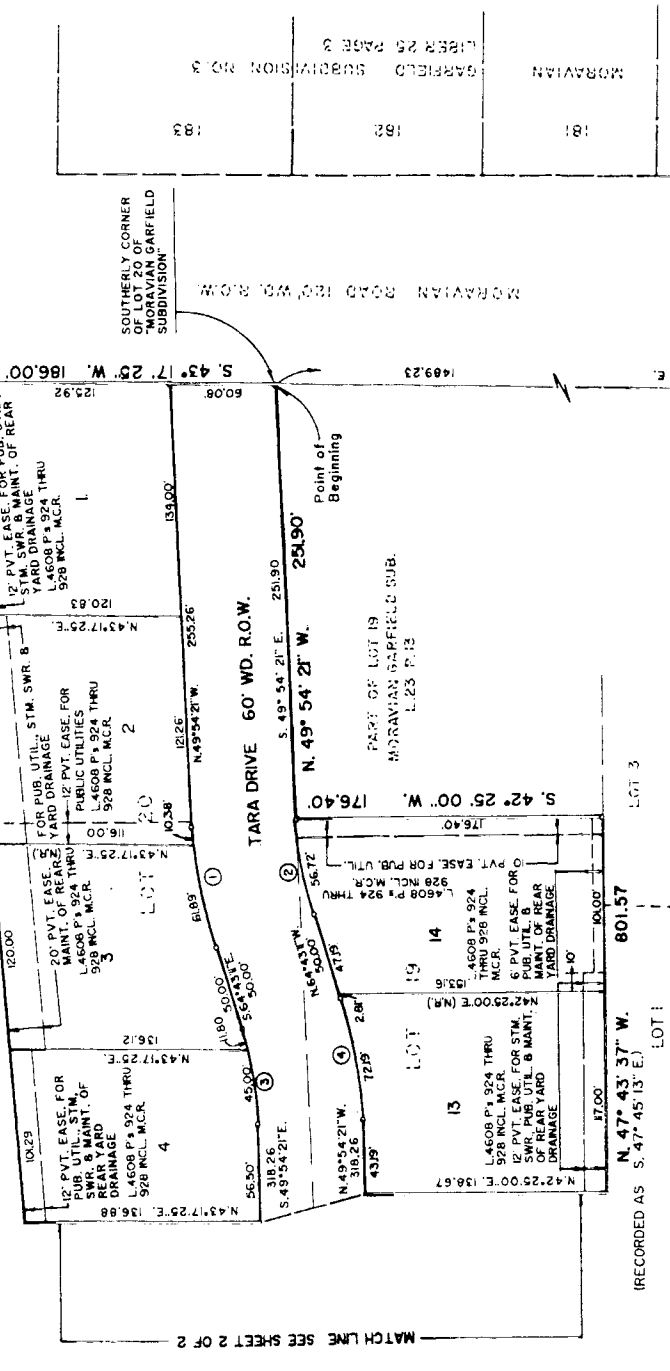 MORAVIAN
GARFIELD SUBDIVISION NO. 3
LIBER 25 PAGE 3
183
182
181
SOUTHERLY CORNER
OF LOT 20 OF
"MORAVIAN GARFIELD
SUBDIVISION"
MORAVIAN ROAD 120' WD. R.O.W.
S. 43° 17' 25" W. 186.00'
125.92
60.08'
1489.23
E.
Point of
Beginning
12' PVT. EASE. FOR PUB. UTIL.,
STM. SWR. & MAINT. OF REAR
YARD DRAINAGE
L.4608 P's 924 THRU
928 INCL. M.C.R.
1
134.00'
120.83
N.43°17'25"E.
20' PVT. EASE. FOR PUB. UTIL., STM. SWR. &
MAINT. OF REAR YARD DRAINAGE
12' PVT. EASE. FOR
PUBLIC UTILITIES
L.4608 P's 924 THRU
928 INCL. M.C.R.
2
LOT 20
121.26'
255.26'
N.49°54'21"W.
116.00
N.43°17'25"E.
(N.R.)
10.38'
L.4608 P's 924 THRU
928 INCL. M.C.R.
3
120.00
61.89'
1
50.00'
S.64°43'11"E.
50.00'
11.80
136.12
N.43°17'25"E.
101.29
12' PVT. EASE. FOR
PUB. UTIL., STM.
SWR. & MAINT. OF
REAR YARD
DRAINAGE
L.4608 P's 924 THRU
928 INCL. M.C.R.
4
45.00'
3
56.50'
318.26
S.49°54'21"E.
N.43°17'25"E. 136.88
TARA DRIVE 60' WD. R.O.W.
251.90
S. 49° 54' 21" E.
N. 49° 54' 21" W. 251.90'
PART OF LOT 19
MORAVIAN GARFIELD SUB.
L.23 P.13
S. 42° 25' 00" W. 176.40'
176.40'
2
56.72'
N.64°43'11"W.
50.00'
47.19'
2.81'
10' PVT. EASE. FOR PUB. UTIL.
L.4608 P's 924 THRU
928 INCL. M.C.R.
14
LOT 19
L.4608 P's 924
THRU 928 INCL.
M.C.R.
6' PVT. EASE. FOR
PUB. UTIL. &
MAINT. OF REAR
YARD DRAINAGE
153.16
N42°25'00"E (N.R.)
10'
101.00'
4
72.19'
N.49°54'21"W.
318.26
43.19'
13
L.4608 P's 924 THRU
928 INCL. M.C.R.
12' PVT. EASE. FOR STM.
SWR., PUB. UTIL. & MAINT.
OF REAR YARD
DRAINAGE
N.42°25'00"E. 138.67
117.00'
N. 47° 43' 37" W. 801.57
(RECORDED AS S. 47° 45' 13" E.)
LOT 1
LOT 3
MATCH LINE SEE SHEET 2 OF 2